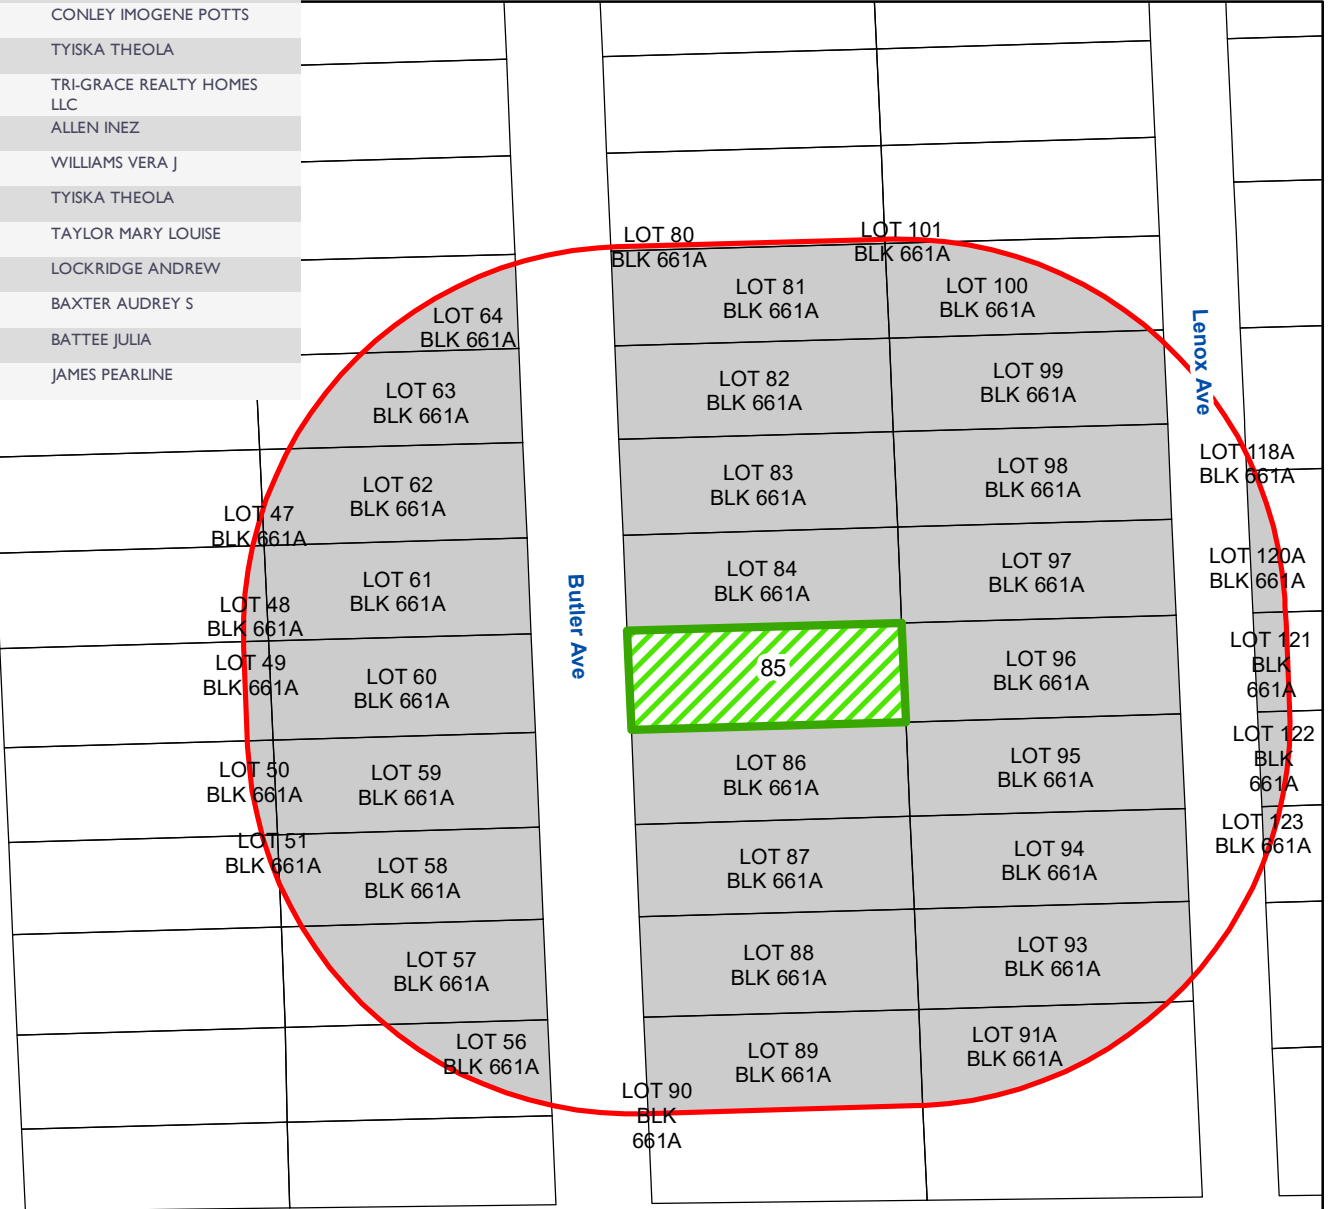 CONLEY IMOGENE POTTS
TYISKA THEOLA
TRI-GRACE REALTY HOMES
LLC
ALLEN INEZ
WILLIAMS VERA J
TYISKA THEOLA
TAYLOR MARY LOUISE
LOCKRIDGE ANDREW
BAXTER AUDREY S
BATTEE JULIA
JAMES PEARLINE
LOT 80
BLK 661A
LOT 101
BLK 661A
LOT 81
BLK 661A
LOT 100
BLK 661A
LOT 64
BLK 661A
Lenox Ave
LOT 63
BLK 661A
LOT 82
BLK 661A
LOT 99
BLK 661A
LOT 118A
BLK 661A
LOT 62
BLK 661A
LOT 83
BLK 661A
LOT 98
BLK 661A
LOT 47
BLK 661A
LOT 61
BLK 661A
LOT 84
BLK 661A
LOT 97
BLK 661A
LOT 120A
BLK 661A
LOT 48
BLK 661A
Butler Ave
LOT 49
BLK 661A
LOT 60
BLK 661A
85
LOT 96
BLK 661A
LOT 121
BLK
661A
LOT 50
BLK 661A
LOT 59
BLK 661A
LOT 86
BLK 661A
LOT 95
BLK 661A
LOT 122
BLK
661A
LOT 51
BLK 661A
LOT 58
BLK 661A
LOT 87
BLK 661A
LOT 94
BLK 661A
LOT 123
BLK 661A
LOT 57
BLK 661A
LOT 88
BLK 661A
LOT 93
BLK 661A
LOT 56
BLK 661A
LOT 89
BLK 661A
LOT 91A
BLK 661A
LOT 90
BLK
661A